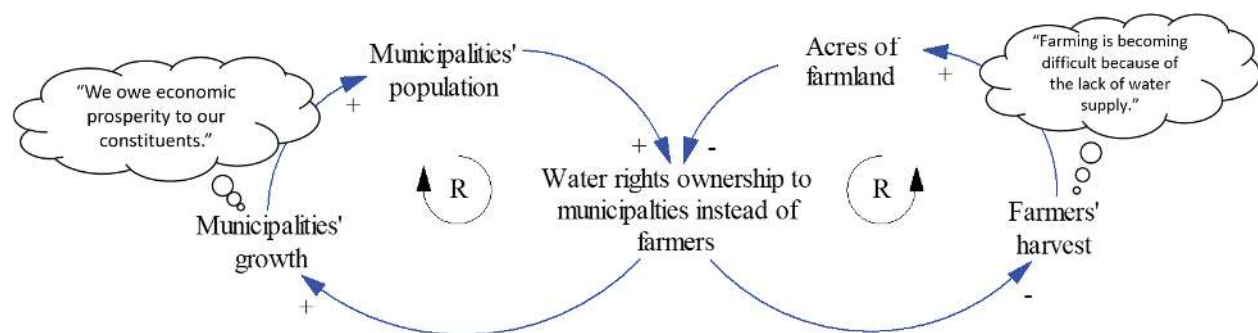 Municipalities'
population
"We owe economic
prosperity to our
constituents."
+
R
Municipalities'
growth
+
+
-
Water rights ownership to
municipalties instead of
farmers
Acres of
farmland
+
"Farming is becoming
difficult because of
the lack of water
supply."
R
Farmers'
harvest
-